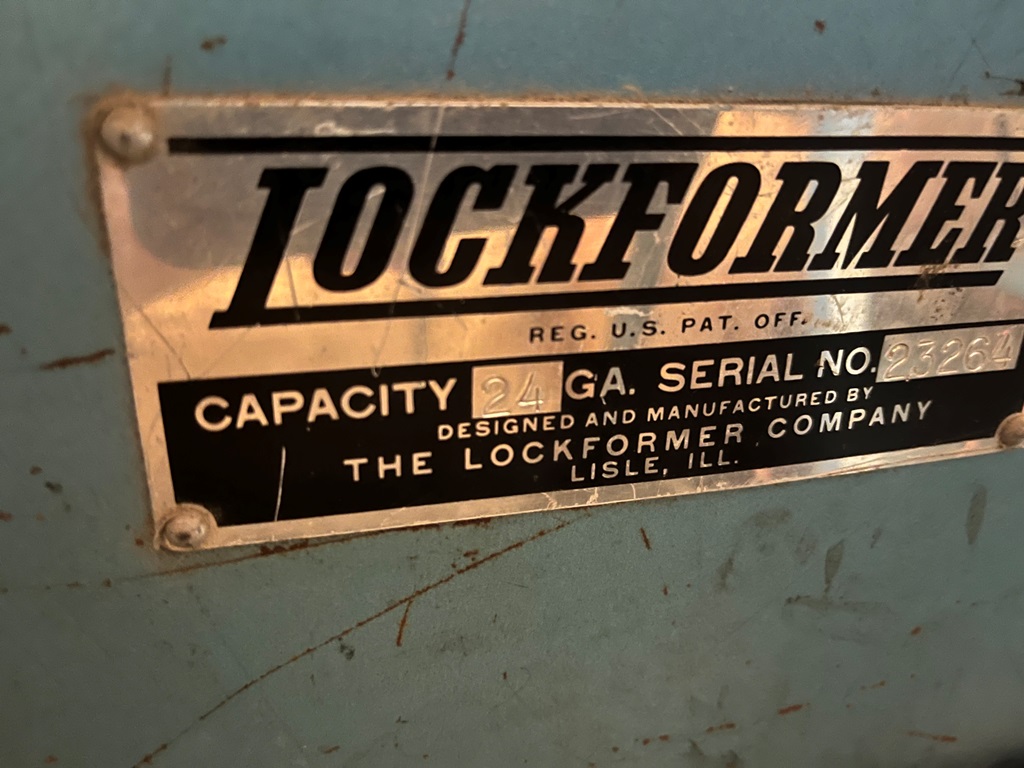 LOCKFORMER
REG. U.S. PAT. OFF.
CAPACITY 24 GA. SERIAL NO. 23264
DESIGNED AND MANUFACTURED BY
THE LOCKFORMER COMPANY
LISLE, ILL.